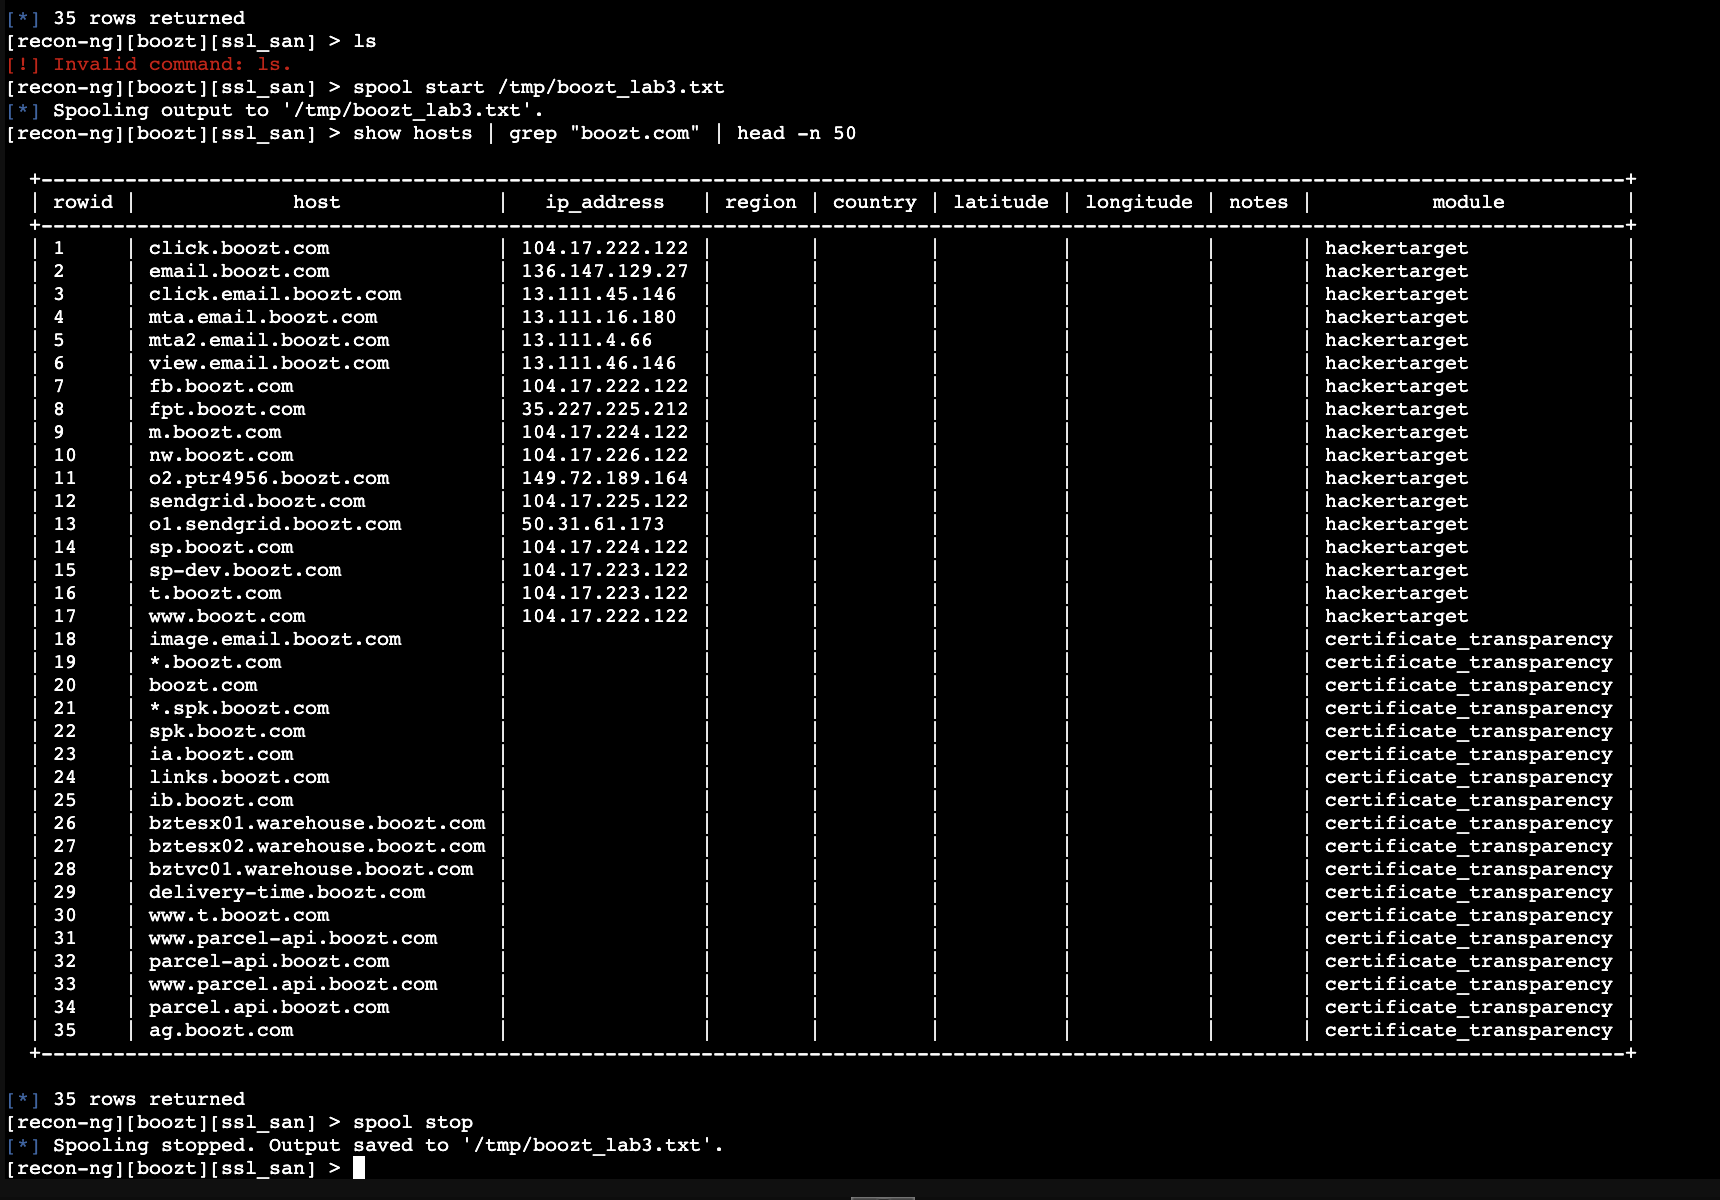 [*] 35 rows returned
[recon-ng][boozt][ssl_san] > ls
[!] Invalid command: ls.
[recon-ng][boozt][ssl_san] > spool start /tmp/boozt_lab3.txt
[*] Spooling output to '/tmp/boozt_lab3.txt'.
[recon-ng][boozt][ssl_san] > show hosts | grep "boozt.com" | head -n 50
| rowid | host | ip_address | region | country | latitude | longitude | notes | module |
| 1 | click.boozt.com | 104.17.222.122 | | | | | | hackertarget |
| 2 | email.boozt.com | 136.147.129.27 | | | | | | hackertarget |
| 3 | click.email.boozt.com | 13.111.45.146 | | | | | | hackertarget |
| 4 | mta.email.boozt.com | 13.111.16.180 | | | | | | hackertarget |
| 5 | mta2.email.boozt.com | 13.111.4.66 | | | | | | hackertarget |
| 6 | view.email.boozt.com | 13.111.46.146 | | | | | | hackertarget |
| 7 | fb.boozt.com | 104.17.222.122 | | | | | | hackertarget |
| 8 | fpt.boozt.com | 35.227.225.212 | | | | | | hackertarget |
| 9 | m.boozt.com | 104.17.224.122 | | | | | | hackertarget |
| 10 | nw.boozt.com | 104.17.226.122 | | | | | | hackertarget |
| 11 | o2.ptr4956.boozt.com | 149.72.189.164 | | | | | | hackertarget |
| 12 | sendgrid.boozt.com | 104.17.225.122 | | | | | | hackertarget |
| 13 | o1.sendgrid.boozt.com | 50.31.61.173 | | | | | | hackertarget |
| 14 | sp.boozt.com | 104.17.224.122 | | | | | | hackertarget |
| 15 | sp-dev.boozt.com | 104.17.223.122 | | | | | | hackertarget |
| 16 | t.boozt.com | 104.17.223.122 | | | | | | hackertarget |
| 17 | www.boozt.com | 104.17.222.122 | | | | | | hackertarget |
| 18 | image.email.boozt.com | | | | | | | certificate_transparency |
| 19 | *.boozt.com | | | | | | | certificate_transparency |
| 20 | boozt.com | | | | | | | certificate_transparency |
| 21 | *.spk.boozt.com | | | | | | | certificate_transparency |
| 22 | spk.boozt.com | | | | | | | certificate_transparency |
| 23 | ia.boozt.com | | | | | | | certificate_transparency |
| 24 | links.boozt.com | | | | | | | certificate_transparency |
| 25 | ib.boozt.com | | | | | | | certificate_transparency |
| 26 | bztesx01.warehouse.boozt.com | | | | | | | certificate_transparency |
| 27 | bztesx02.warehouse.boozt.com | | | | | | | certificate_transparency |
| 28 | bztvc01.warehouse.boozt.com | | | | | | | certificate_transparency |
| 29 | delivery-time.boozt.com | | | | | | | certificate_transparency |
| 30 | www.t.boozt.com | | | | | | | certificate_transparency |
| 31 | www.parcel-api.boozt.com | | | | | | | certificate_transparency |
| 32 | parcel-api.boozt.com | | | | | | | certificate_transparency |
| 33 | www.parcel.api.boozt.com | | | | | | | certificate_transparency |
| 34 | parcel.api.boozt.com | | | | | | | certificate_transparency |
| 35 | ag.boozt.com | | | | | | | certificate_transparency |
[*] 35 rows returned
[recon-ng][boozt][ssl_san] > spool stop
[*] Spooling stopped. Output saved to '/tmp/boozt_lab3.txt'.
[recon-ng][boozt][ssl_san] >